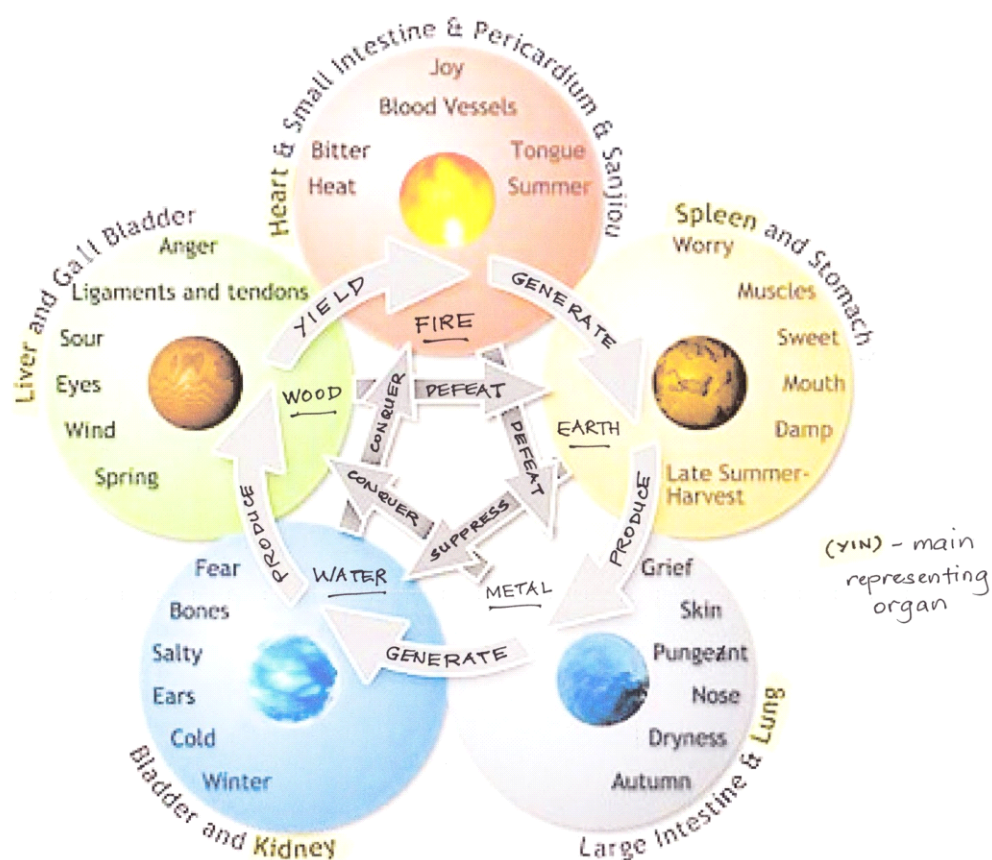 Heart & Small Intestine & Pericardium & Sanjiou
Joy
Blood Vessels
Bitter
Tongue
Heat
Summer
FIRE
Spleen and Stomach
Worry
Muscles
Sweet
Mouth
Damp
Late Summer-
Harvest
EARTH
Large Intestine & Lung
Grief
Skin
Pungeant
Nose
Dryness
Autumn
METAL
Bladder and Kidney
Fear
Bones
Salty
Ears
Cold
Winter
WATER
Liver and Gall Bladder
Anger
Ligaments and tendons
Sour
Eyes
Wind
Spring
WOOD
YIELD
GENERATE
PRODUCE
GENERATE
PRODUCE
CONQUER
DEFEAT
DEFEAT
SUPPRESS
CONQUER
(YIN) - main
representing
organ